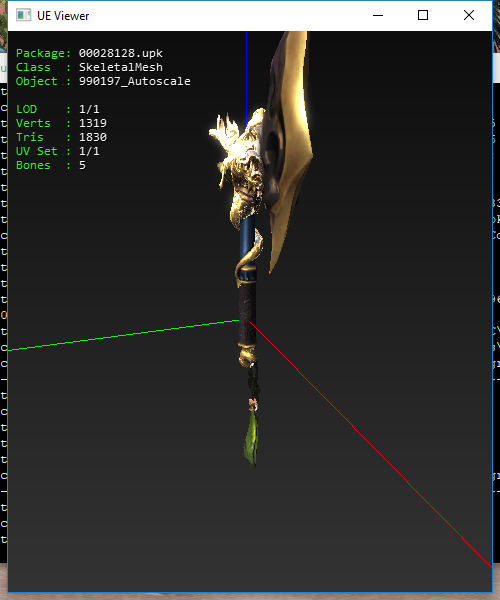 UE Viewer
Package: 00028128.upk
Class  : SkeletalMesh
Object : 990197_Autoscale
LOD    : 1/1
Verts  : 1319
Tris   : 1830
UV Set : 1/1
Bones  : 5